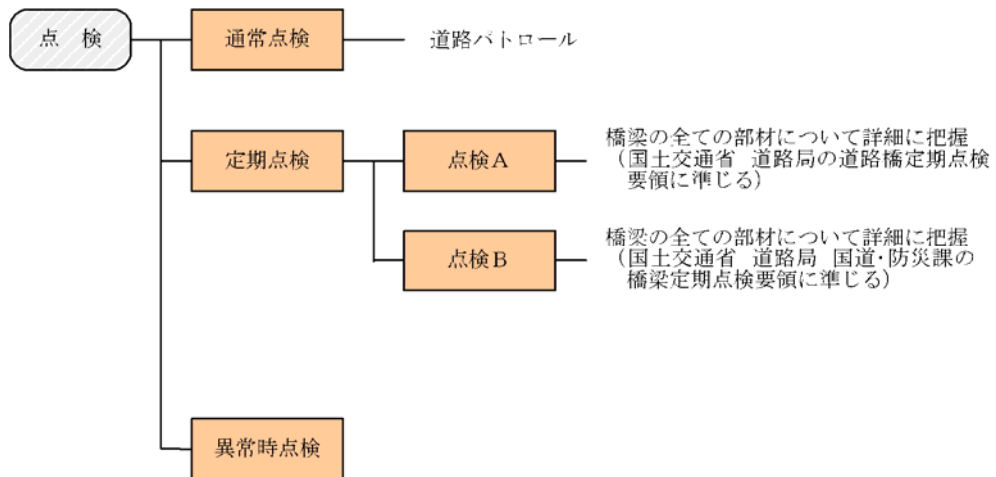 点 検
通常点検
道路パトロール
定期点検
点検A
橋梁の全ての部材について詳細に把握
（国土交通省 道路局の道路橋定期点検
要領に準じる）
点検B
橋梁の全ての部材について詳細に把握
（国土交通省 道路局 国道・防災課の
橋梁定期点検要領に準じる）
異常時点検